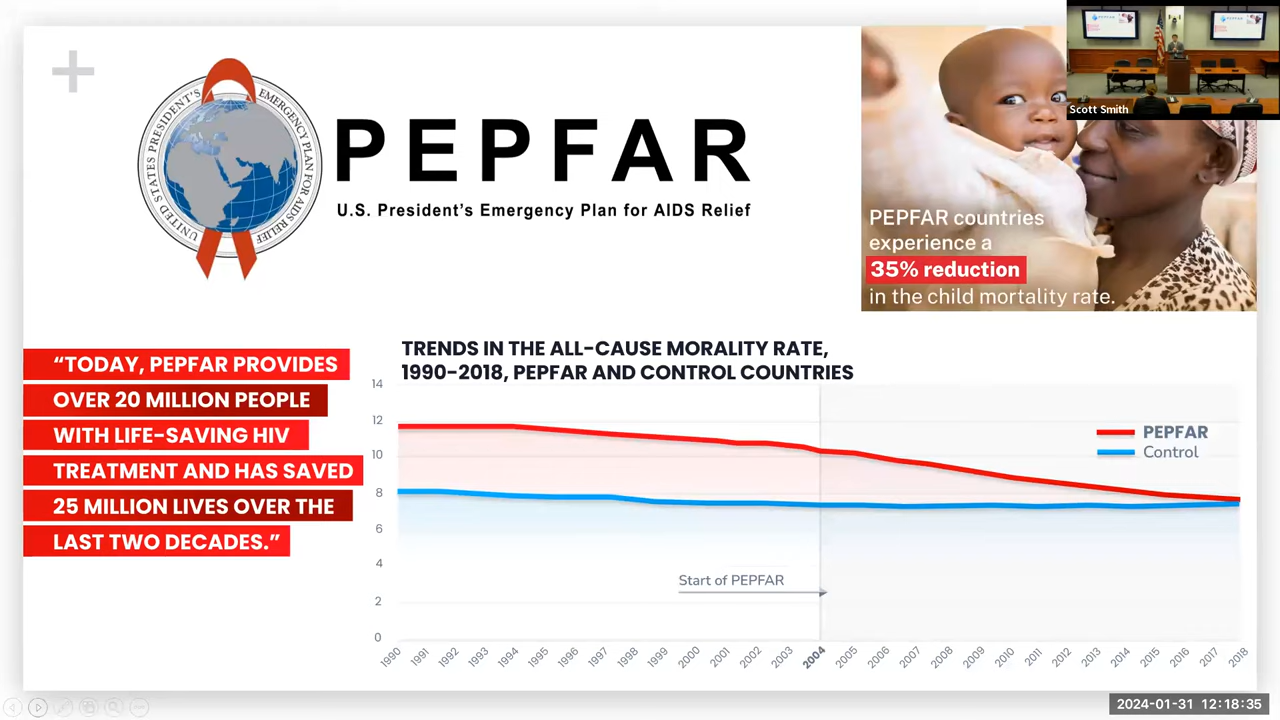 UNITED STATES PRESIDENT'S EMERGENCY PLAN FOR AIDS RELIEF
PEPFAR
U.S. President's Emergency Plan for AIDS Relief
Scott Smith
PEPFAR countries
experience a
35% reduction
in the child mortality rate.
“TODAY, PEPFAR PROVIDES
OVER 20 MILLION PEOPLE
WITH LIFE-SAVING HIV
TREATMENT AND HAS SAVED
25 MILLION LIVES OVER THE
LAST TWO DECADES.”
TRENDS IN THE ALL-CAUSE MORALITY RATE,
1990-2018, PEPFAR AND CONTROL COUNTRIES
14
12
10
8
6
4
2
0
PEPFAR
Control
Start of PEPFAR
1990 1991 1992 1993 1994 1995 1996 1997 1998 1999 2000 2001 2002 2003 2004 2005 2006 2007 2008 2009 2010 2011 2012 2013 2014 2015 2016 2017 2018
2024-01-31 12:18:35